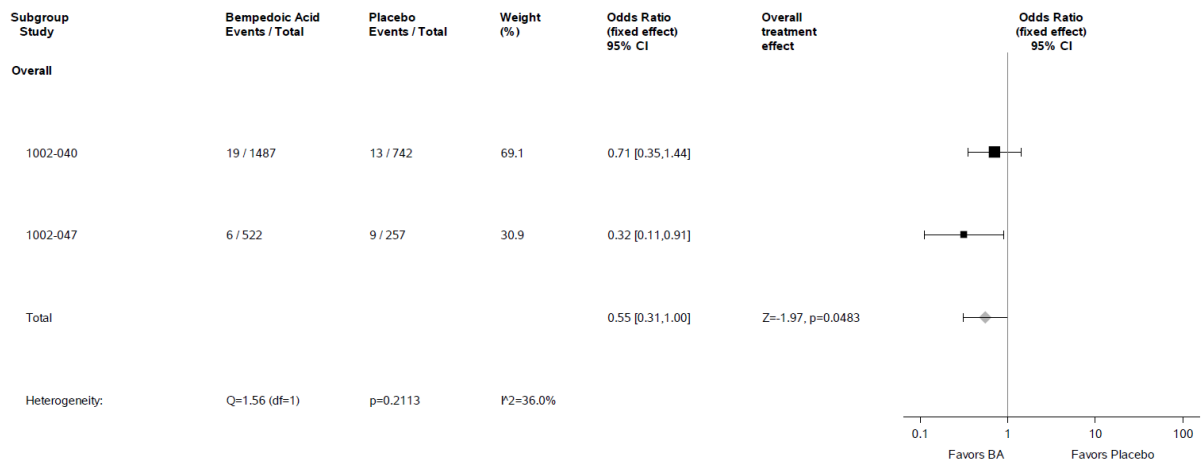 Subgroup Bempedoic Acid Placebo Weight Odds Ratio Overall Odds Ratio
Study Events / Total Events / Total (%) (fixed effect) treatment (fixed effect)
95% CI effect 95% CI
Overall
1002-040 19 / 1487 13 / 742 69.1 0.71 [0.35,1.44]
1002-047 6 / 522 9 / 257 30.9 0.32 [0.11,0.91]
Total 0.55 [0.31,1.00] Z=-1.97, p=0.0483
Heterogeneity: Q=1.56 (df=1) p=0.2113 I^2=36.0%
0.1 1 10 100
Favors BA Favors Placebo